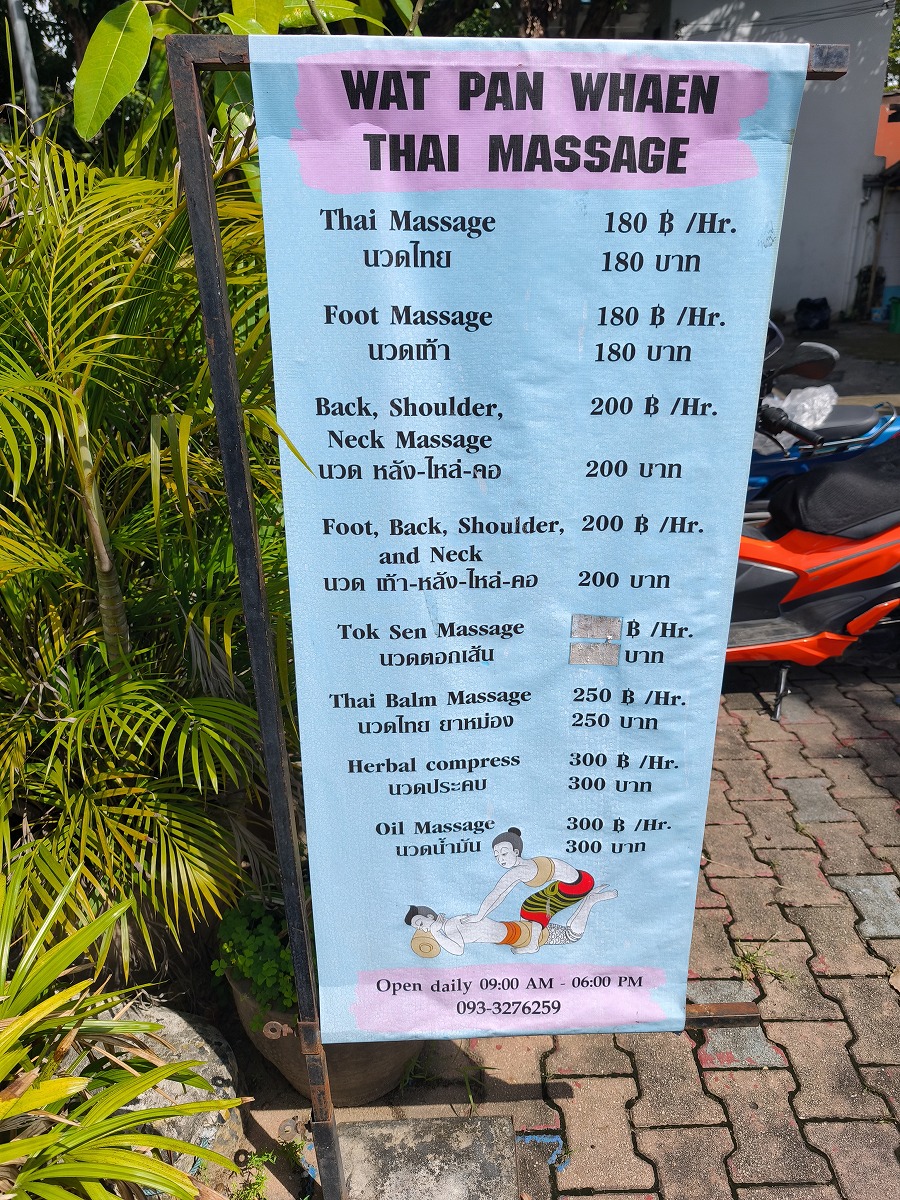 WAT PAN WHAEN
THAI MASSAGE
Thai Massage 180 ฿ /Hr.
นวดไทย 180 บาท
Foot Massage 180 ฿ /Hr.
นวดเท้า 180 บาท
Back, Shoulder, 200 ฿ /Hr.
Neck Massage
นวด หลัง-ไหล่-คอ 200 บาท
Foot, Back, Shoulder, 200 ฿ /Hr.
and Neck
นวด เท้า-หลัง-ไหล่-คอ 200 บาท
Tok Sen Massage ฿ /Hr.
นวดตอกเส้น บาท
Thai Balm Massage 250 ฿ /Hr.
นวดไทย ยาหม่อง 250 บาท
Herbal compress 300 ฿ /Hr.
นวดประคบ 300 บาท
Oil Massage 300 ฿ /Hr.
นวดน้ำมัน 300 บาท
Open daily 09:00 AM - 06:00 PM
093-3276259